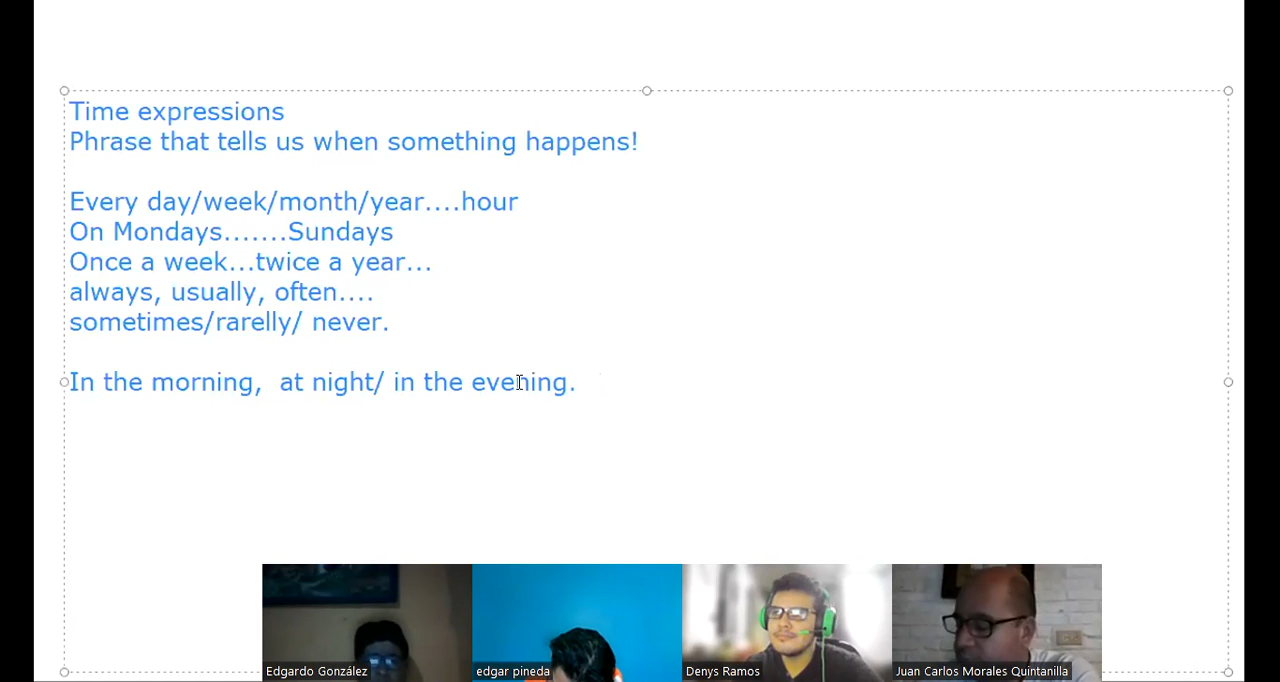 Time expressions
Phrase that tells us when something happens!
Every day/week/month/year....hour
On Mondays.......Sundays
Once a week...twice a year...
always, usually, often....
sometimes/rarelly/ never.
In the morning,  at night/ in the evening.
Edgardo González
edgar pineda
Denys Ramos
Juan Carlos Morales Quintanilla